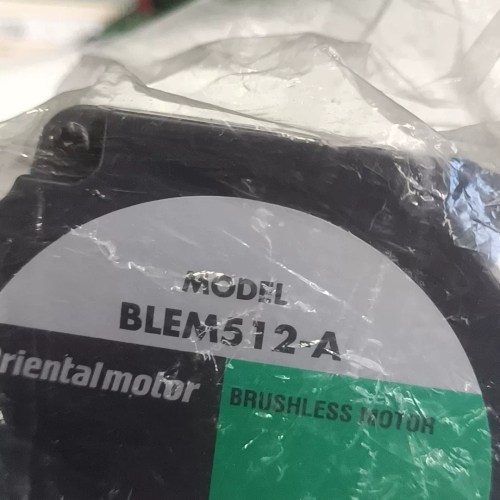 MODEL
BLEM512-A
Orientalmotor
BRUSHLESS MOTOR